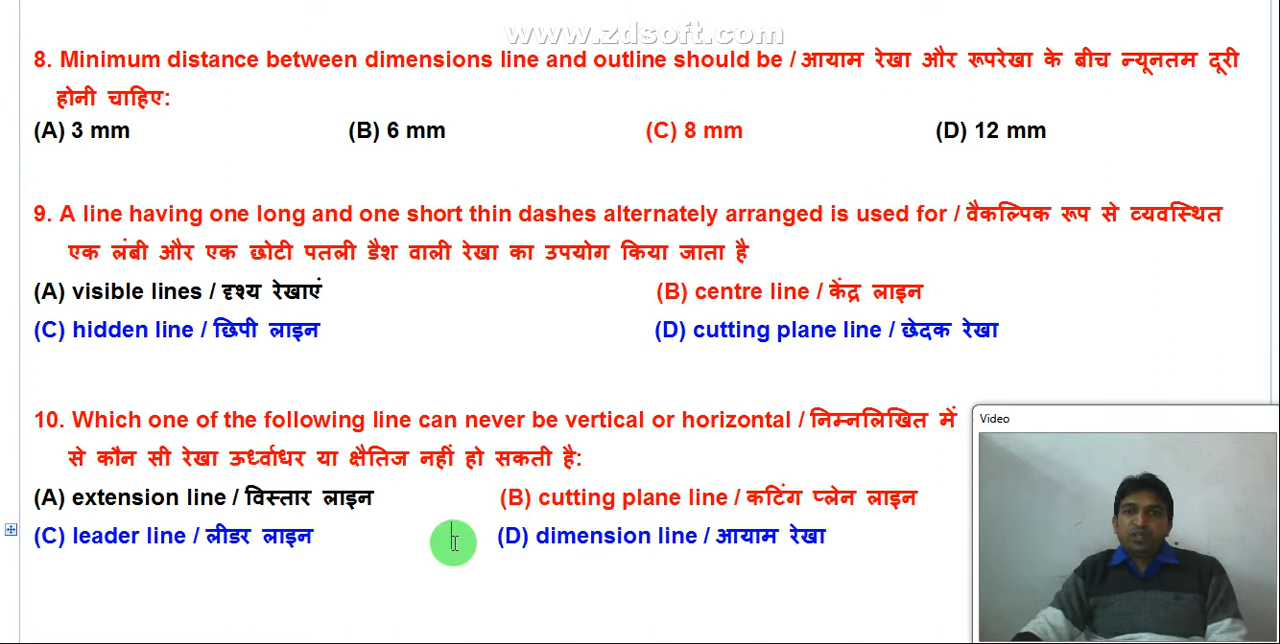 www.zdsoft.com
8. Minimum distance between dimensions line and outline should be / आयाम रेखा और रूपरेखा के बीच न्यूनतम दूरी
होनी चाहिए:
(A) 3 mm (B) 6 mm (C) 8 mm (D) 12 mm
9. A line having one long and one short thin dashes alternately arranged is used for / वैकल्पिक रूप से व्यवस्थित
एक लंबी और एक छोटी पतली डैश वाली रेखा का उपयोग किया जाता है
(A) visible lines / दृश्य रेखाएं (B) centre line / केंद्र लाइन
(C) hidden line / छिपी लाइन (D) cutting plane line / छेदक रेखा
10. Which one of the following line can never be vertical or horizontal / निम्नलिखित में
से कौन सी रेखा ऊर्ध्वाधर या क्षैतिज नहीं हो सकती है:
Video
(A) extension line / विस्तार लाइन (B) cutting plane line / कटिंग प्लेन लाइन
(C) leader line / लीडर लाइन (D) dimension line / आयाम रेखा